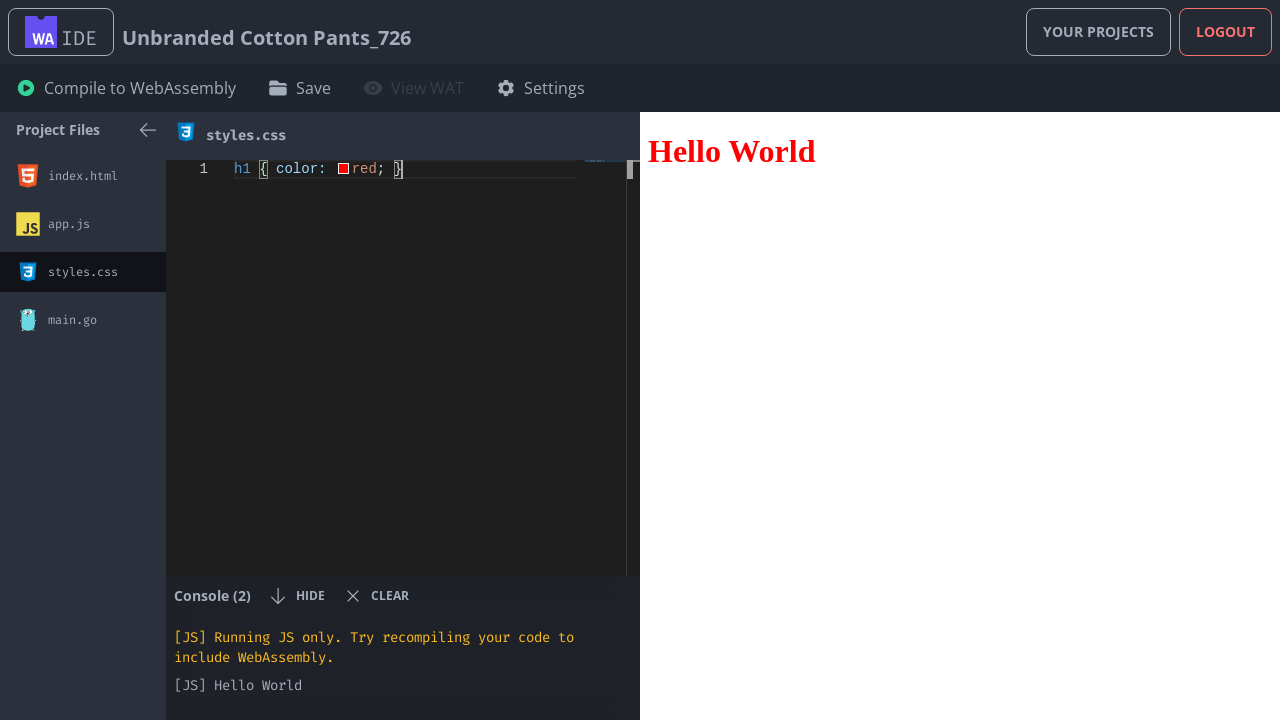 WA IDE
Unbranded Cotton Pants_726
YOUR PROJECTS
LOGOUT
Compile to WebAssembly
Save
View WAT
Settings
Project Files
index.html
JS
app.js
styles.css
main.go
styles.css
1
h1 { color: red; }
Hello World
Console (2)
HIDE
CLEAR
[JS] Running JS only. Try recompiling your code to
include WebAssembly.
[JS] Hello World